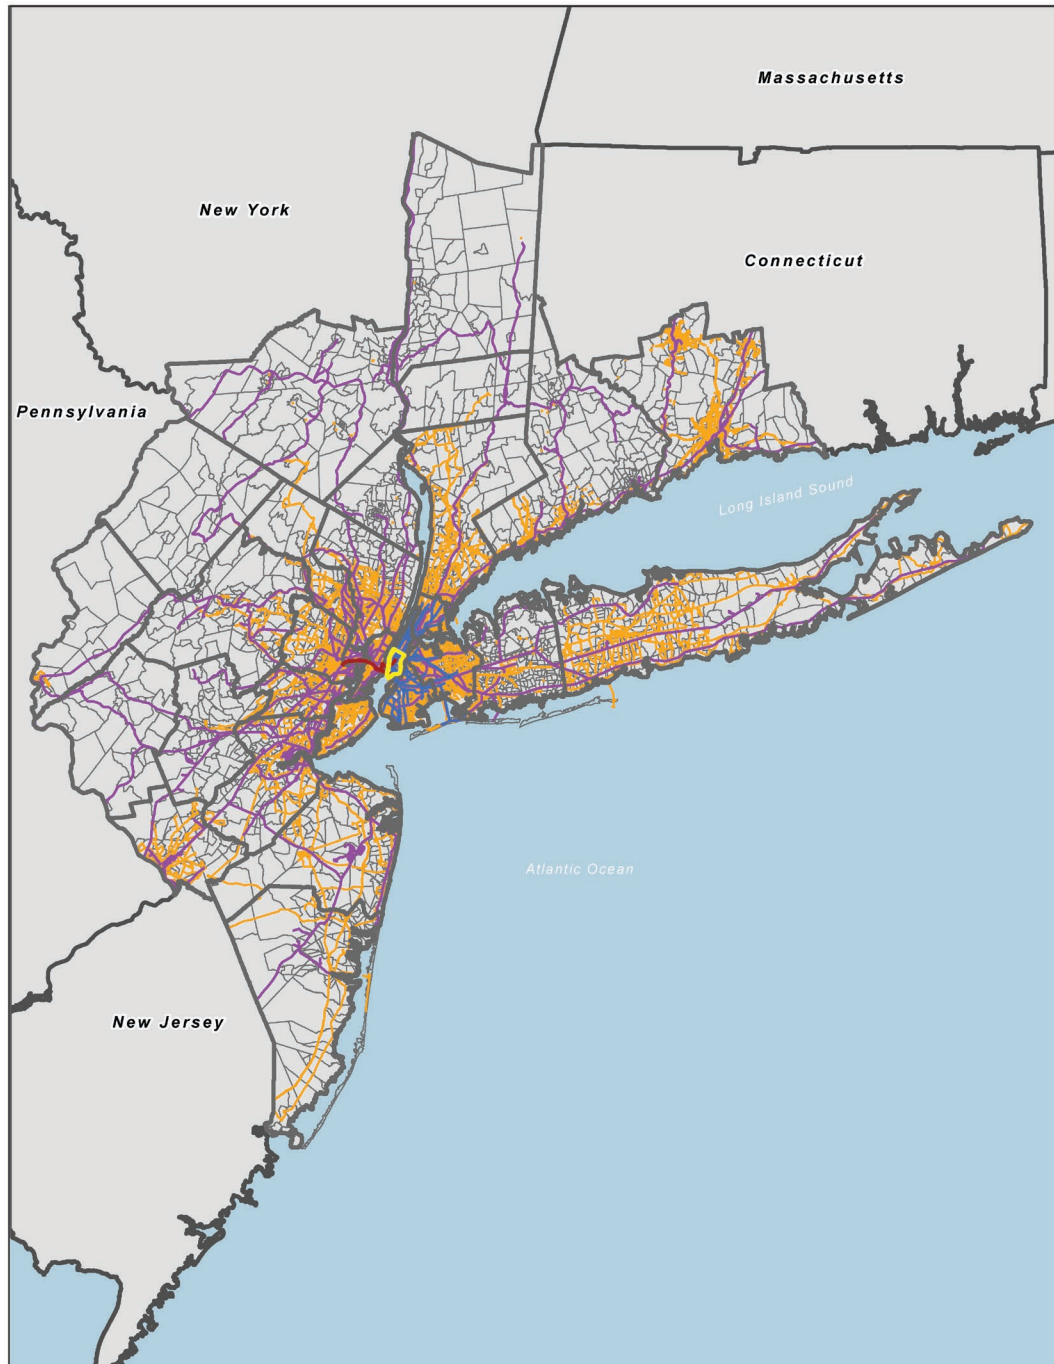 Massachusetts
New York
Connecticut
Pennsylvania
Long Island Sound
Atlantic Ocean
New Jersey